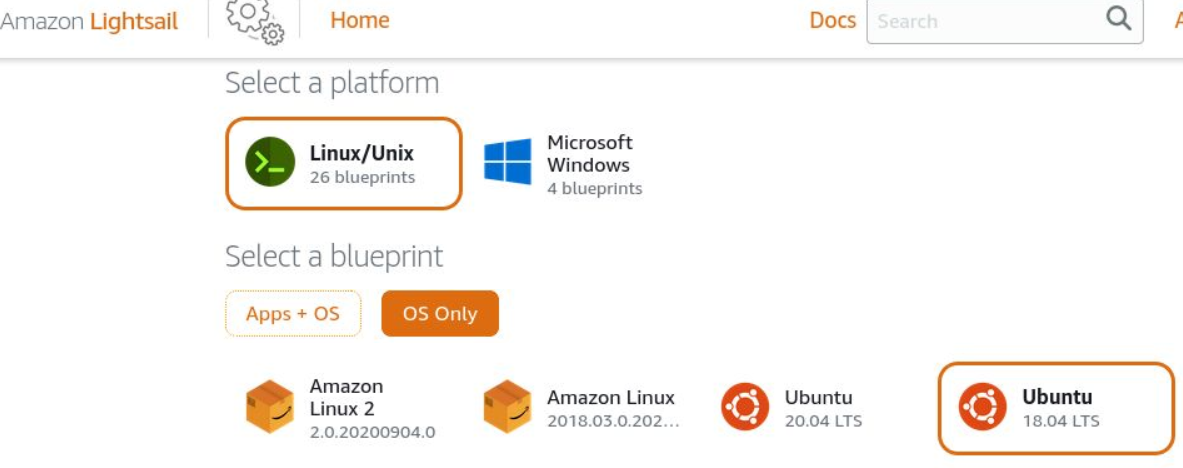 Amazon Lightsail
Home
Docs
Search
Select a platform
Linux/Unix
26 blueprints
Microsoft
Windows
4 blueprints
Select a blueprint
Apps + OS
OS Only
Amazon
Linux 2
2.0.20200904.0
Amazon Linux
2018.03.0.202...
Ubuntu
20.04 LTS
Ubuntu
18.04 LTS